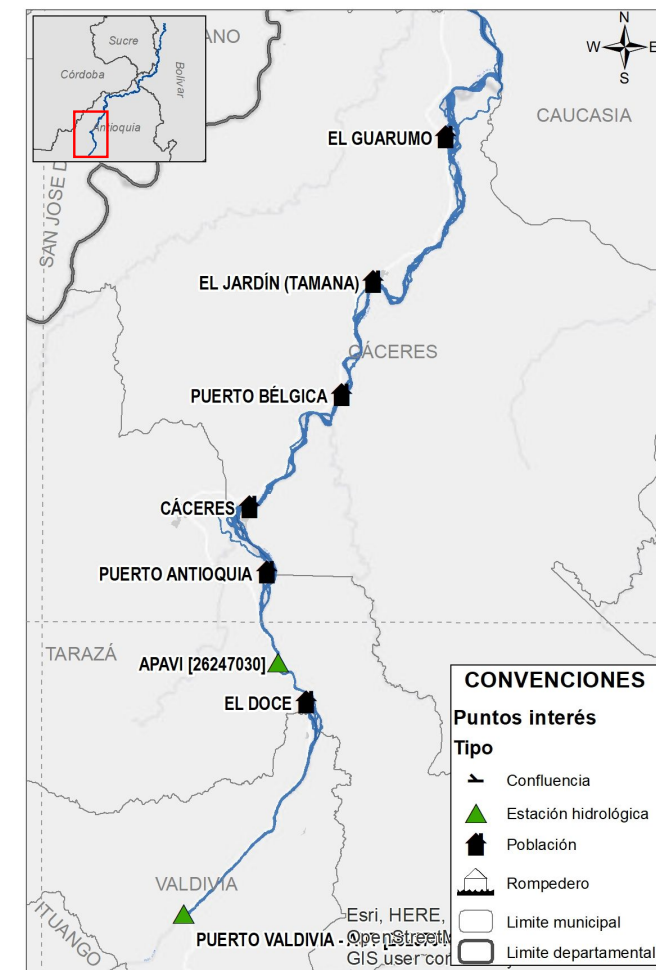 Sucre
Córdoba
Bolívar
Antioquia
ANO
N
W
E
S
CAUCASIA
EL GUARUMO
SAN JOSE D
EL JARDÍN (TAMANA)
CÁCERES
PUERTO BÉLGICA
CÁCERES
PUERTO ANTIOQUIA
TARAZÁ
APAVI [26247030]
EL DOCE
VALDIVIA
ITUANGO
PUERTO VALDIVIA -
Esri, HERE,
OpenStreetM
GIS user com
CONVENCIONES
Puntos interés
Tipo
Confluencia
Estación hidrológica
Población
Rompedero
Limite municipal
Limite departamental